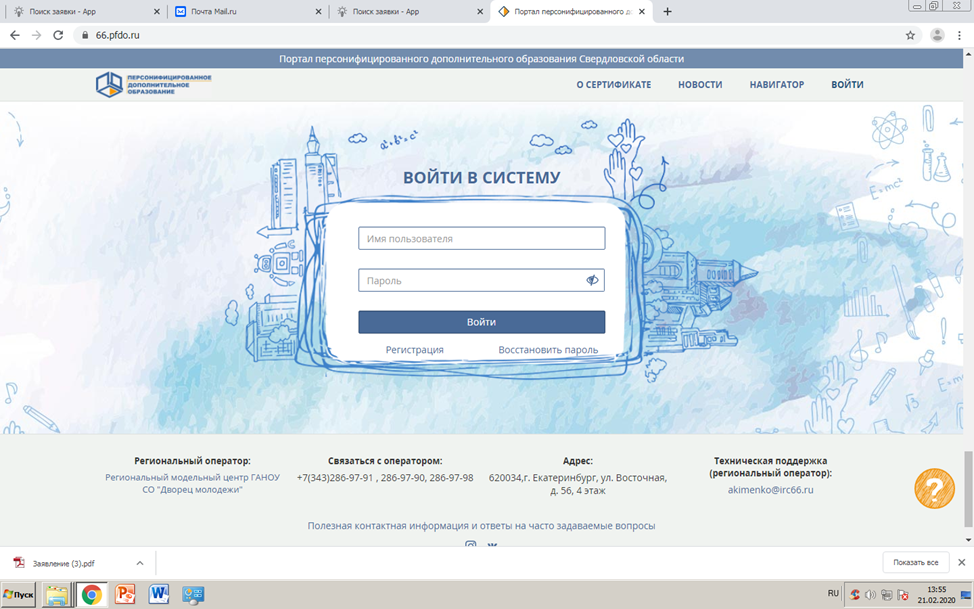 Поиск заявки - App
Почта Mail.ru
Поиск заявки - App
Портал персонифицированного д
66.pfdo.ru
Портал персонифицированного дополнительного образования Свердловской области
ПЕРСОНИФИЦИРОВАННОЕ
ДОПОЛНИТЕЛЬНОЕ
ОБРАЗОВАНИЕ
О СЕРТИФИКАТЕ
НОВОСТИ
НАВИГАТОР
ВОЙТИ
a²+b²=c²
ВОЙТИ В СИСТЕМУ
E=mc²
Имя пользователя
Пароль
Войти
Регистрация
Восстановить пароль
Региональный оператор:
Региональный модельный центр ГАНОУ
СО "Дворец молодежи"
Связаться с оператором:
+7(343)286-97-91 , 286-97-90, 286-97-98
Адрес:
620034,г. Екатеринбург, ул. Восточная,
д. 56, 4 этаж
Техническая поддержка
(региональный оператор):
akimenko@irc66.ru
?
Полезная контактная информация и ответы на часто задаваемые вопросы
Заявление (3).pdf
Показать все
Пуск
RU
13:55
21.02.2020